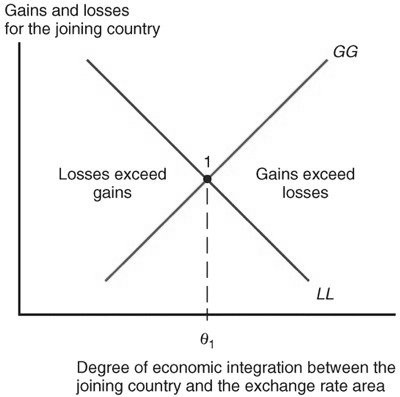 Gains and losses
for the joining country
GG
1
Losses exceed
gains
Gains exceed
losses
LL
θ1
Degree of economic integration between the
joining country and the exchange rate area